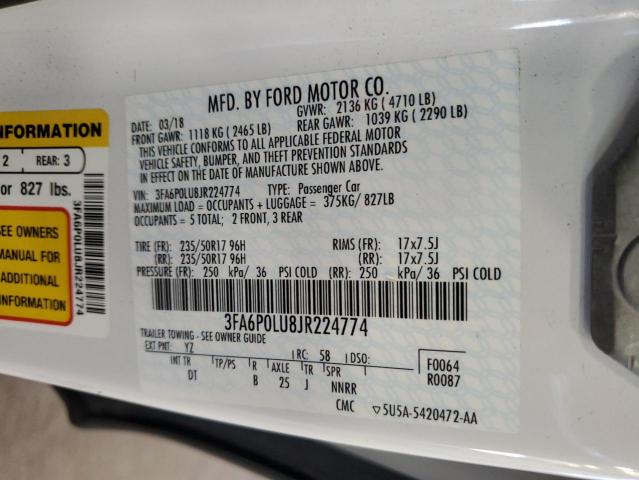 MFD. BY FORD MOTOR CO.
03/18 GVWR: 2136 KG (4710 LB)
FRONT GAWR: 1118 KG (2465 LB) REAR GAWR: 1039 KG (2290 LB)
THIS VEHICLE CONFORMS TO ALL APPLICABLE FEDERAL MOTOR
VEHICLE SAFETY, BUMPER, AND THEFT PREVENTION STANDARDS
IN EFFECT ON THE DATE OF MANUFACTURE SHOWN ABOVE.
VIN: 3FA6P0LU8JR224774 TYPE: Passenger Car
MAXIMUM LOAD = OCCUPANTS + LUGGAGE = 375KG/827LB
OCCUPANTS = 5 TOTAL; 2 FRONT, 3 REAR
TIRE (FR): 235/50R17 96H RIMS (FR): 17x7.5J
(RR): 235/50R17 96H (RR): 17x7.5J
PRESSURE (FR): 250 kPa/ 36 PSI COLD (RR): 250 kPa/ 36 PSI COLD
3FA6P0LU8JR224774
TRAILER TOWING - SEE OWNER GUIDE
EXT PNT: YZ RC: 58 DSO: F0064
INT TR TP/PS R AXLE TR SPR R0087
DT B 25 J NNRR
CMC 5U5A-5420472-AA
INFORMATION
2 REAR: 3
or 827 lbs.
SEE OWNERS
MANUAL FOR
ADDITIONAL
INFORMATION
3FA6P0LU8JR224774